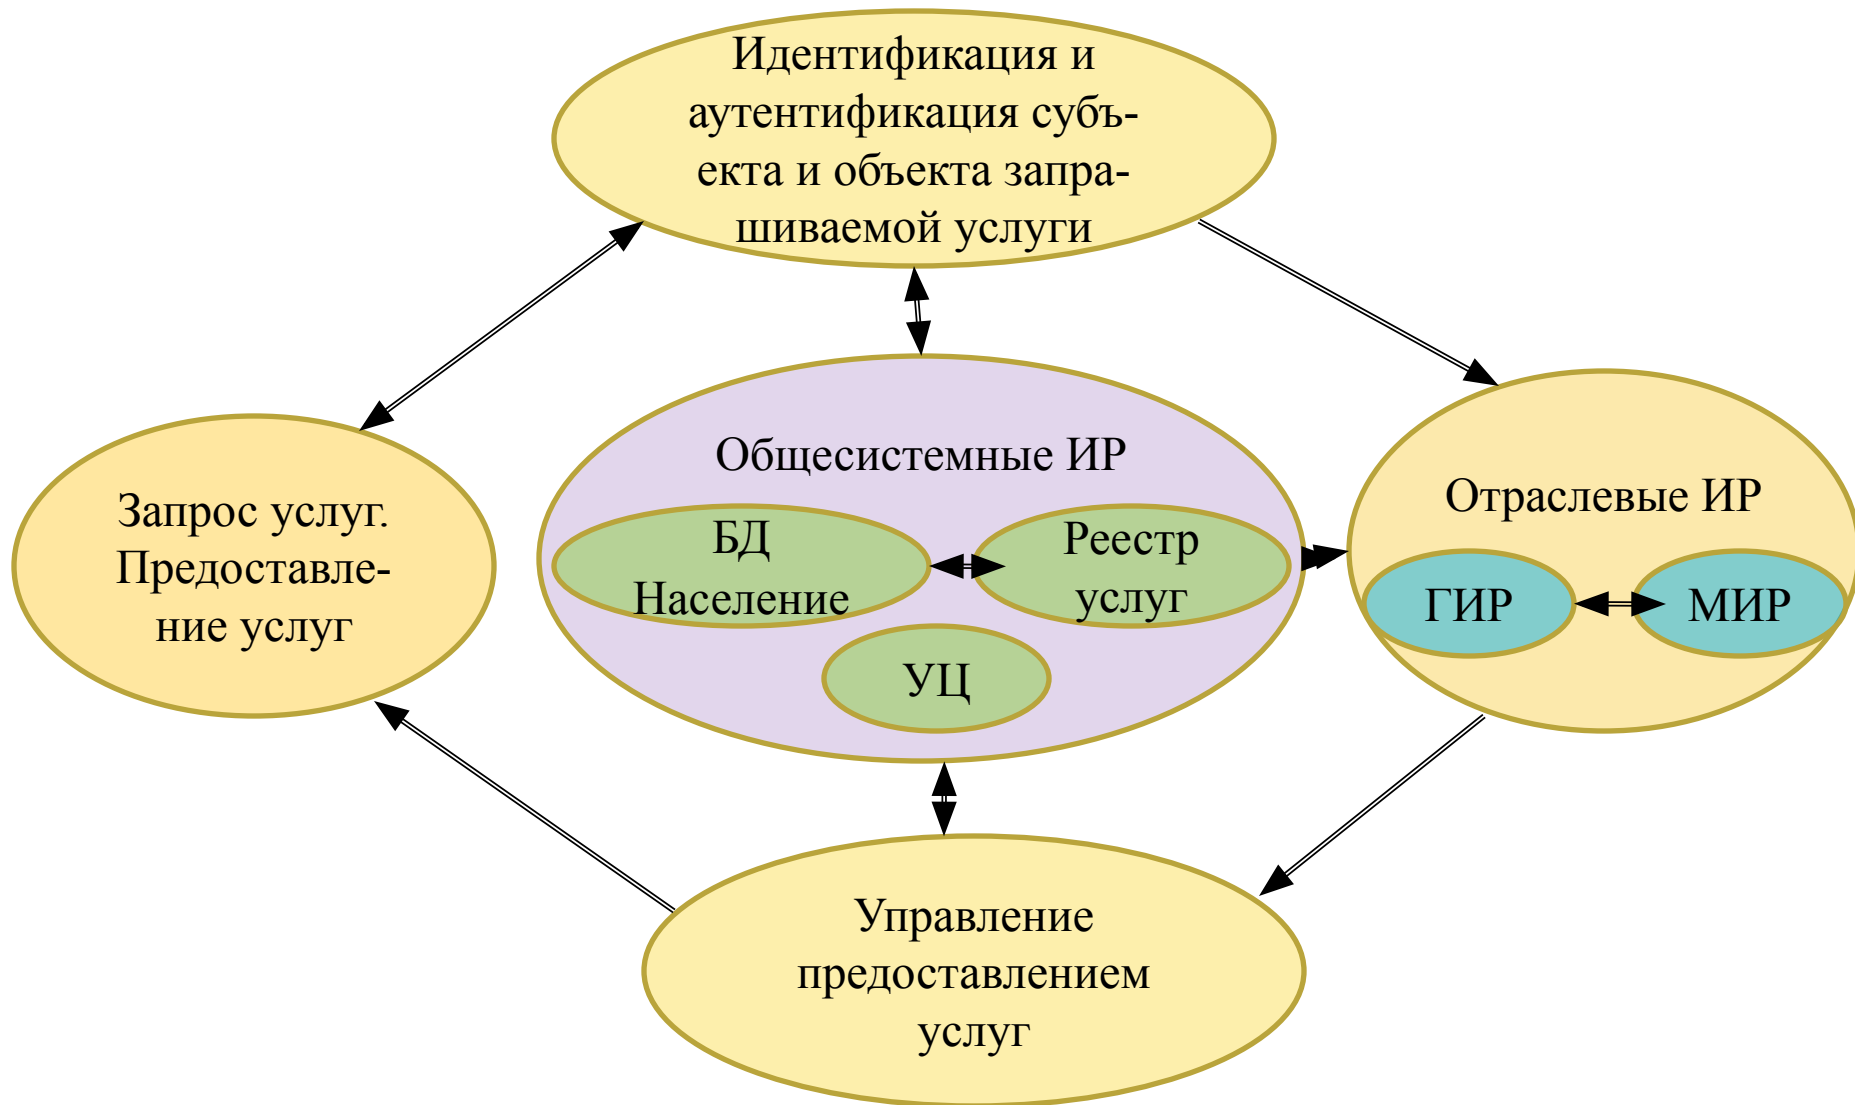 Идентификация и
аутентификация субъ-
екта и объекта запра-
шиваемой услуги
Запрос услуг.
Предоставле-
ние услуг
Общесистемные ИР
БД
Население
Реестр
услуг
УЦ
Отраслевые ИР
ГИР
МИР
Управление
предоставлением
услуг